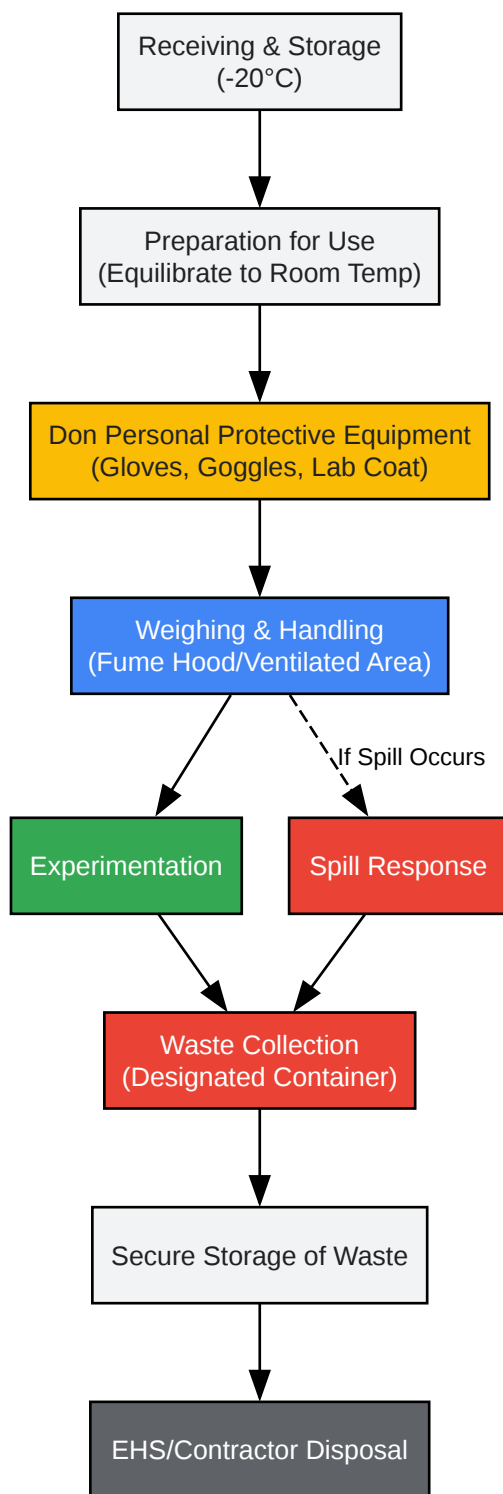 Receiving & Storage
(-20°C)
Preparation for Use
(Equilibrate to Room Temp)
Don Personal Protective Equipment
(Gloves, Goggles, Lab Coat)
Weighing & Handling
(Fume Hood/Ventilated Area)
If Spill Occurs
Experimentation
Spill Response
Waste Collection
(Designated Container)
Secure Storage of Waste
EHS/Contractor Disposal